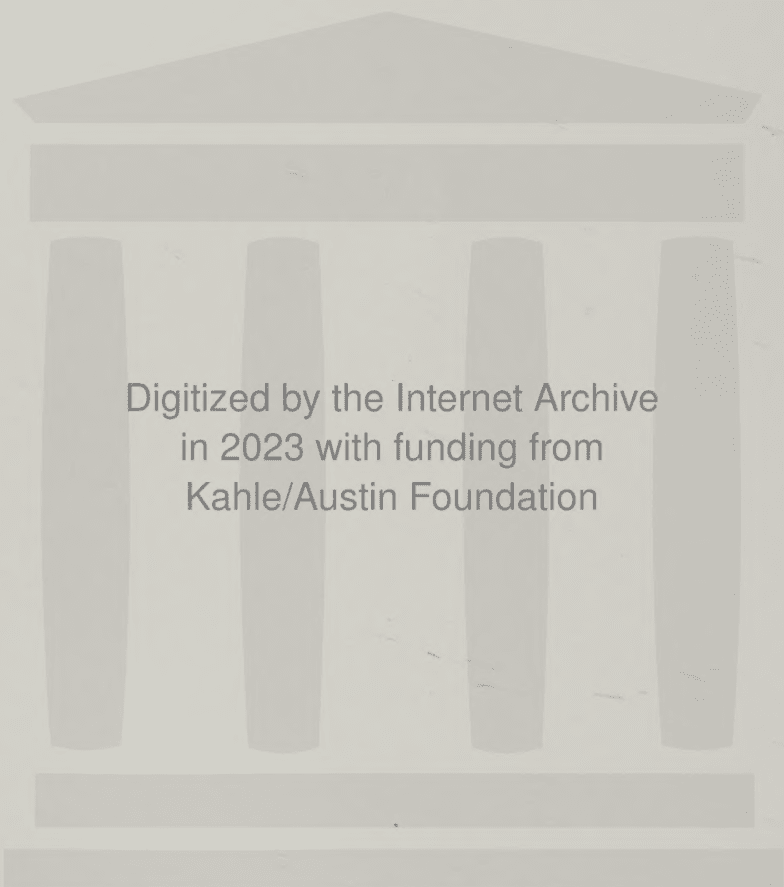 Digitized by the Internet Archive
in 2023 with funding from
Kahle/Austin Foundation